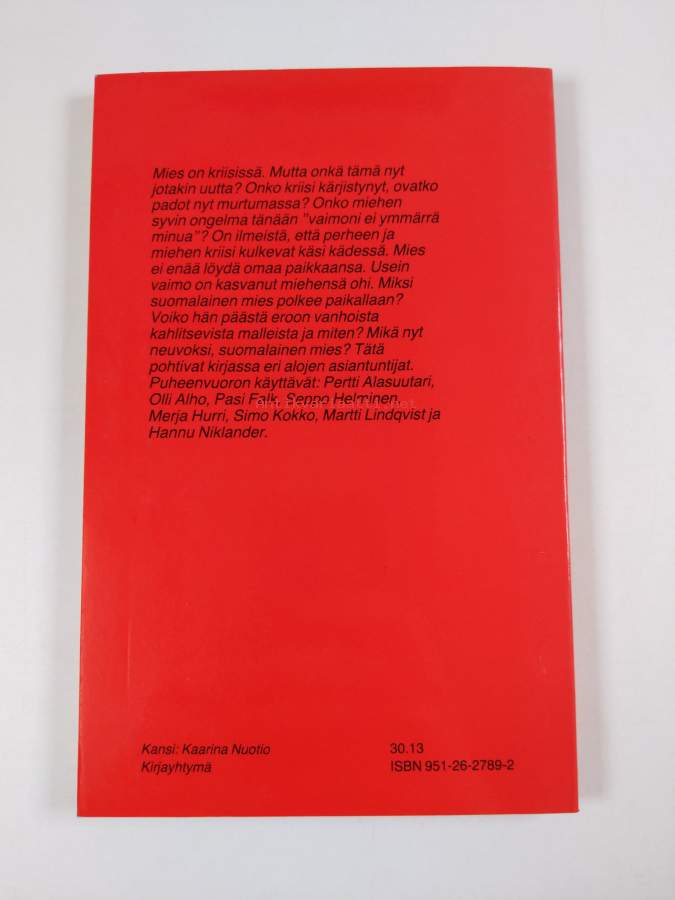 Mies on kriisissä. Mutta onkä tämä nyt
jotakin uutta? Onko kriisi kärjistynyt, ovatko
padot nyt murtumassa? Onko miehen
syvin ongelma tänään "vaimoni ei ymmärrä
minua"? On ilmeistä, että perheen ja
miehen kriisi kulkevat käsi kädessä. Mies
ei enää löydä omaa paikkaansa. Usein
vaimo on kasvanut miehensä ohi. Miksi
suomalainen mies polkee paikallaan?
Voiko hän päästä eroon vanhoista
kahlitsevista malleista ja miten? Mikä nyt
neuvoksi, suomalainen mies? Tätä
pohtivat kirjassa eri alojen asiantuntijat.
Puheenvuoron käyttävät: Pertti Alasuutari,
Olli Alho, Pasi Falk, Seppo Helminen,
Merja Hurri, Simo Kokko, Martti Lindqvist ja
Hannu Niklander.
Kansi: Kaarina Nuotio
Kirjayhtymä
30.13
ISBN 951-26-2789-2